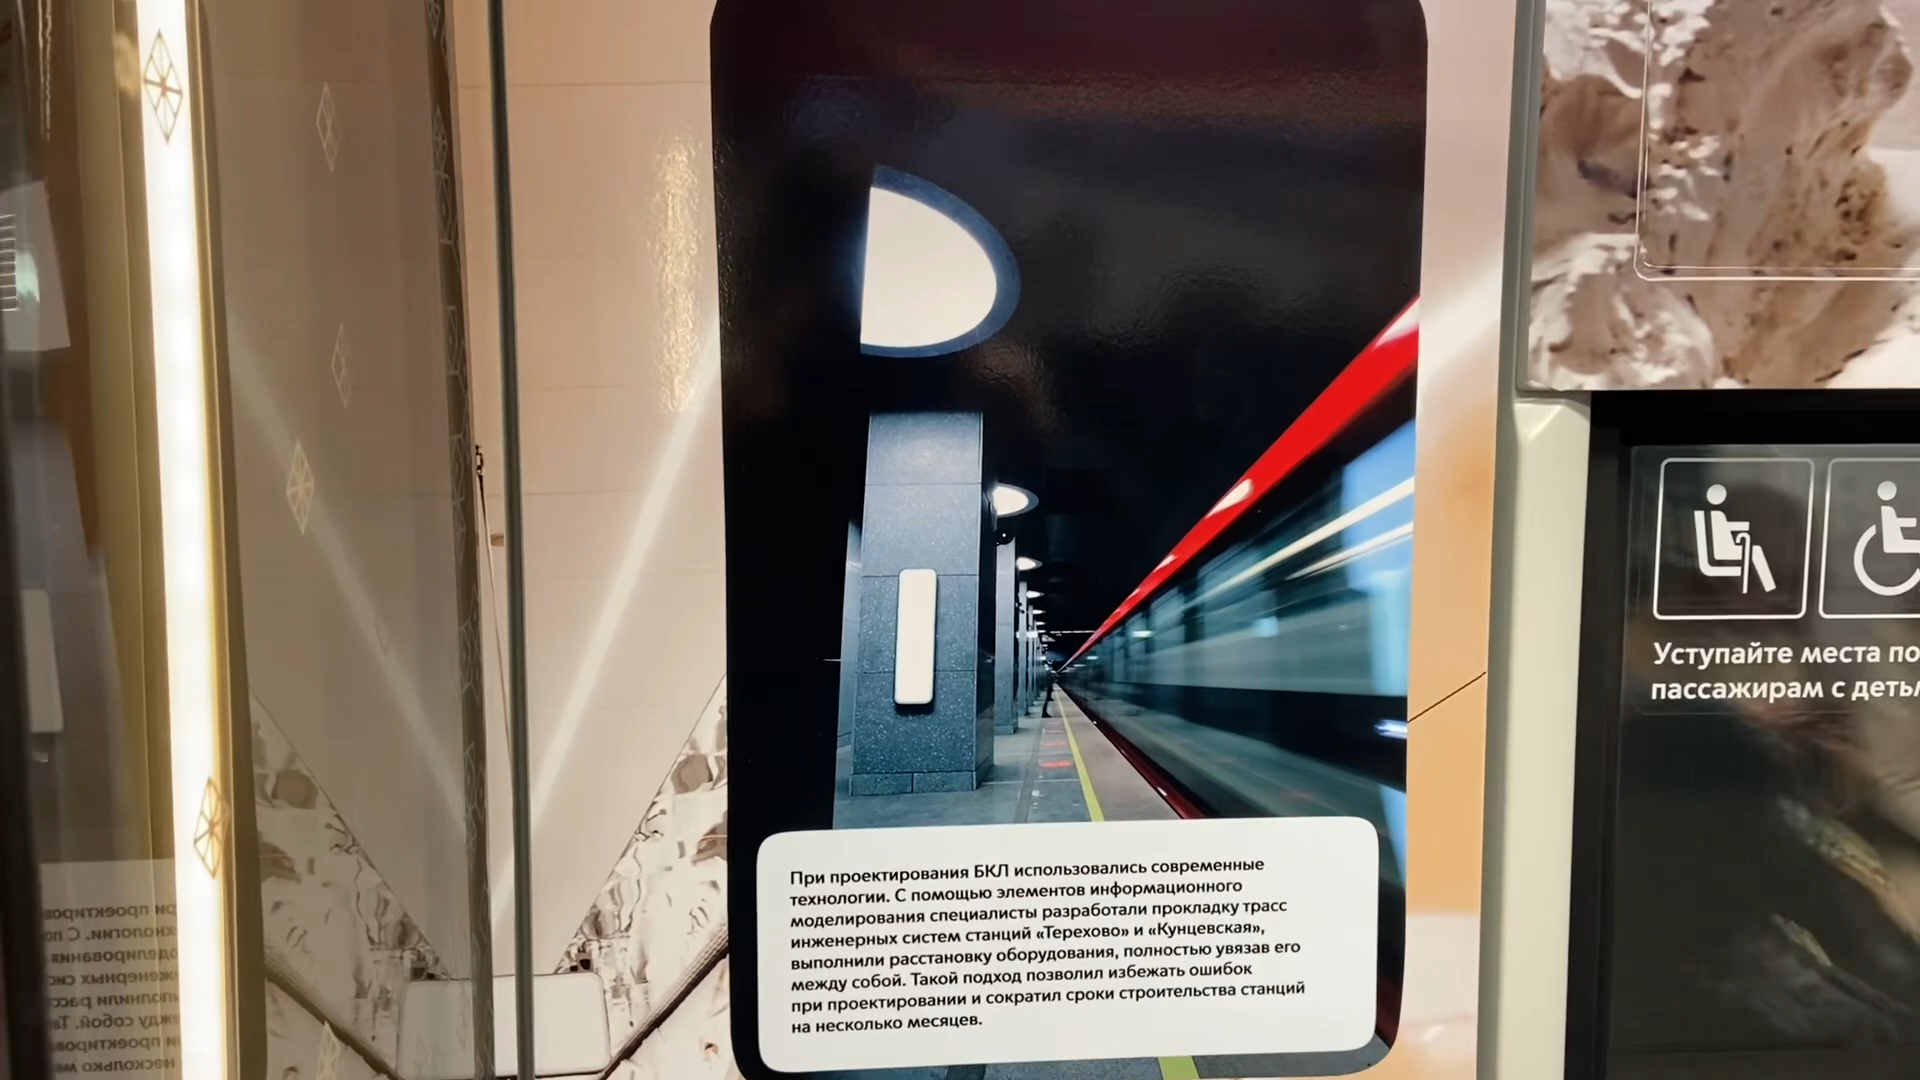 При проектирования БКЛ использовались современные
технологии. С помощью элементов информационного
моделирования специалисты разработали прокладку трасс
инженерных систем станций «Терехово» и «Кунцевская»,
выполнили расстановку оборудования, полностью увязав его
между собой. Такой подход позволил избежать ошибок
при проектировании и сократил сроки строительства станций
на несколько месяцев.
Уступайте места по
пассажирам с деть